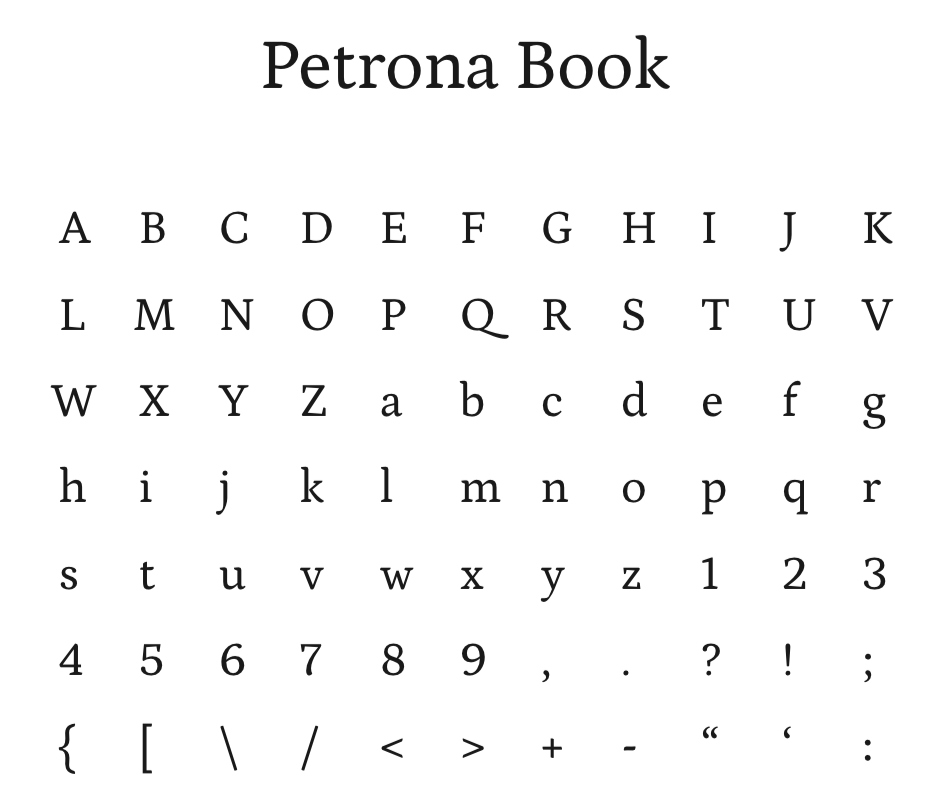 Petrona Book
A B C D E F G H I J K
L M N O P Q R S T U V
W X Y Z a b c d e f g
h i j k l m n o p q r
s t u v w x y z 1 2 3
4 5 6 7 8 9 , . ? ! ;
{ [ \ / < > + - “ ‘ :